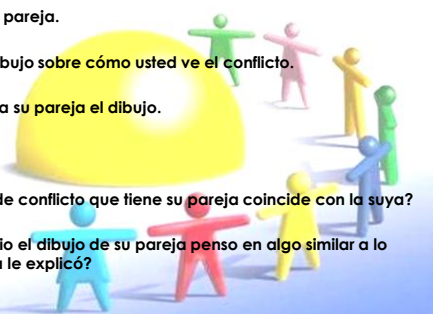 pareja.
bujo sobre cómo usted ve el conflicto.
a su pareja el dibujo.
de conflicto que tiene su pareja coincide con la suya?
io el dibujo de su pareja penso en algo similar a lo
a le explicó?